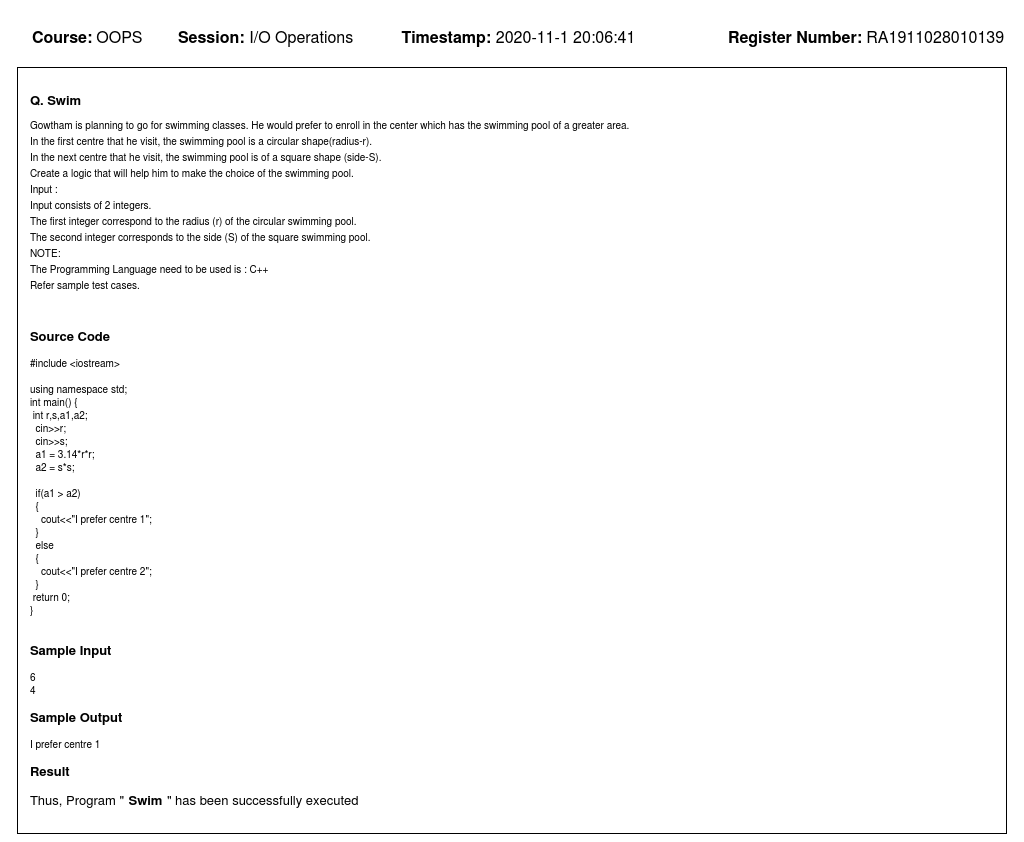 Course: OOPS Session: I/O Operations Timestamp: 2020-11-1 20:06:41 Register Number: RA1911028010139
Q. Swim
Gowtham is planning to go for swimming classes. He would prefer to enroll in the center which has the swimming pool of a greater area.
In the first centre that he visit, the swimming pool is a circular shape(radius-r).
In the next centre that he visit, the swimming pool is of a square shape (side-S).
Create a logic that will help him to make the choice of the swimming pool.
Input :
Input consists of 2 integers.
The first integer correspond to the radius (r) of the circular swimming pool.
The second integer corresponds to the side (S) of the square swimming pool.
NOTE:
The Programming Language need to be used is : C++
Refer sample test cases.
Source Code
#include <iostream>
using namespace std;
int main() {
int r,s,a1,a2;
cin>>r;
cin>>s;
a1 = 3.14*r*r;
a2 = s*s;
if(a1 > a2)
{
cout<<"I prefer centre 1";
}
else
{
cout<<"I prefer centre 2";
}
return 0;
}
Sample Input
6
4
Sample Output
I prefer centre 1
Result
Thus, Program " Swim " has been successfully executed